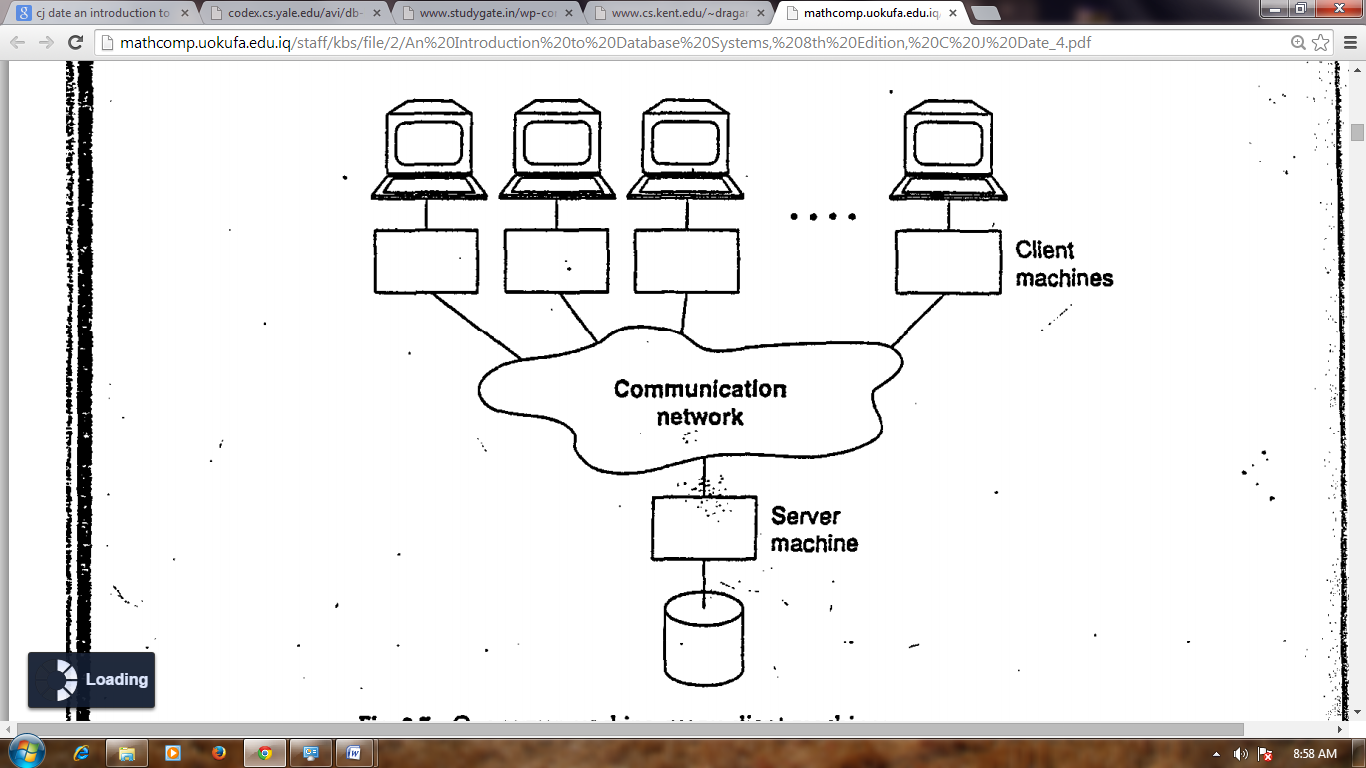 cj date an introduction to
codex.cs.yale.edu/avi/db-
www.studygate.in/wp-co
www.cs.kent.edu/~dragan
mathcomp.uokufa.edu.iq
mathcomp.uokufa.edu.iq/staff/kbs/file/2/An%20Introduction%20to%20Database%20Systems,%208th%20Edition,%20C%20J%20Date_4.pdf
Client
machines
Communication
network
Server
machine
Loading
8:58 AM